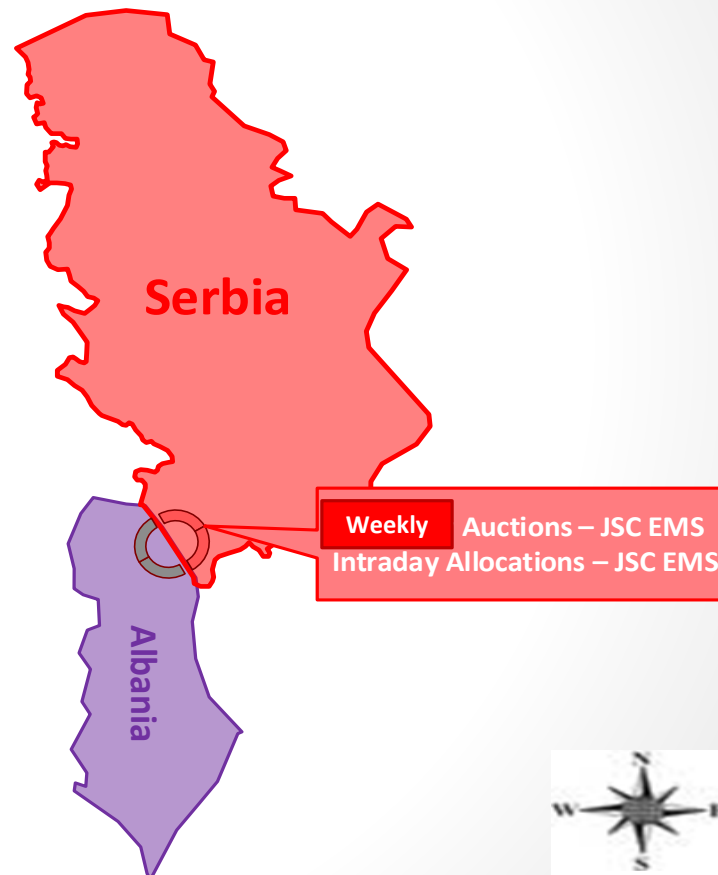 Serbia
Weekly Auctions – JSC EMS
Intraday Allocations – JSC EMS
Albania
N
W E
S